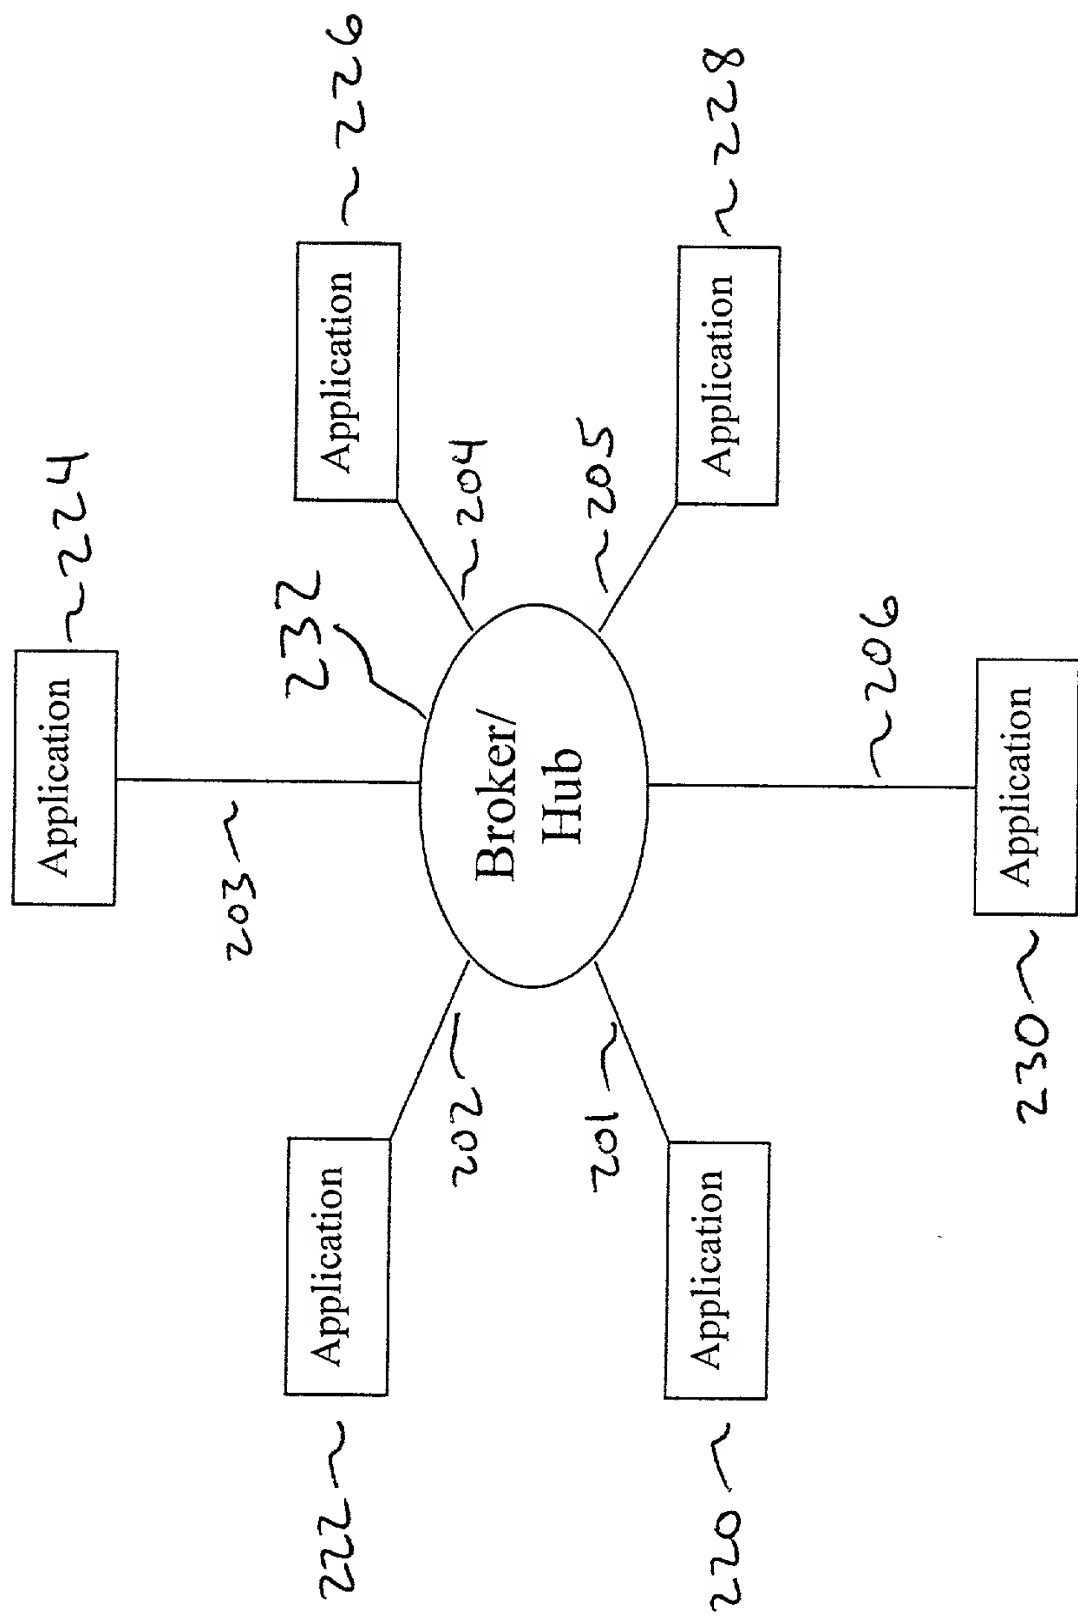 ~224
Application
203~
222~
Application
202
232
~204
Application
~226
Broker/
Hub
220~
Application
201~
~205
Application
~228
~206
230~
Application